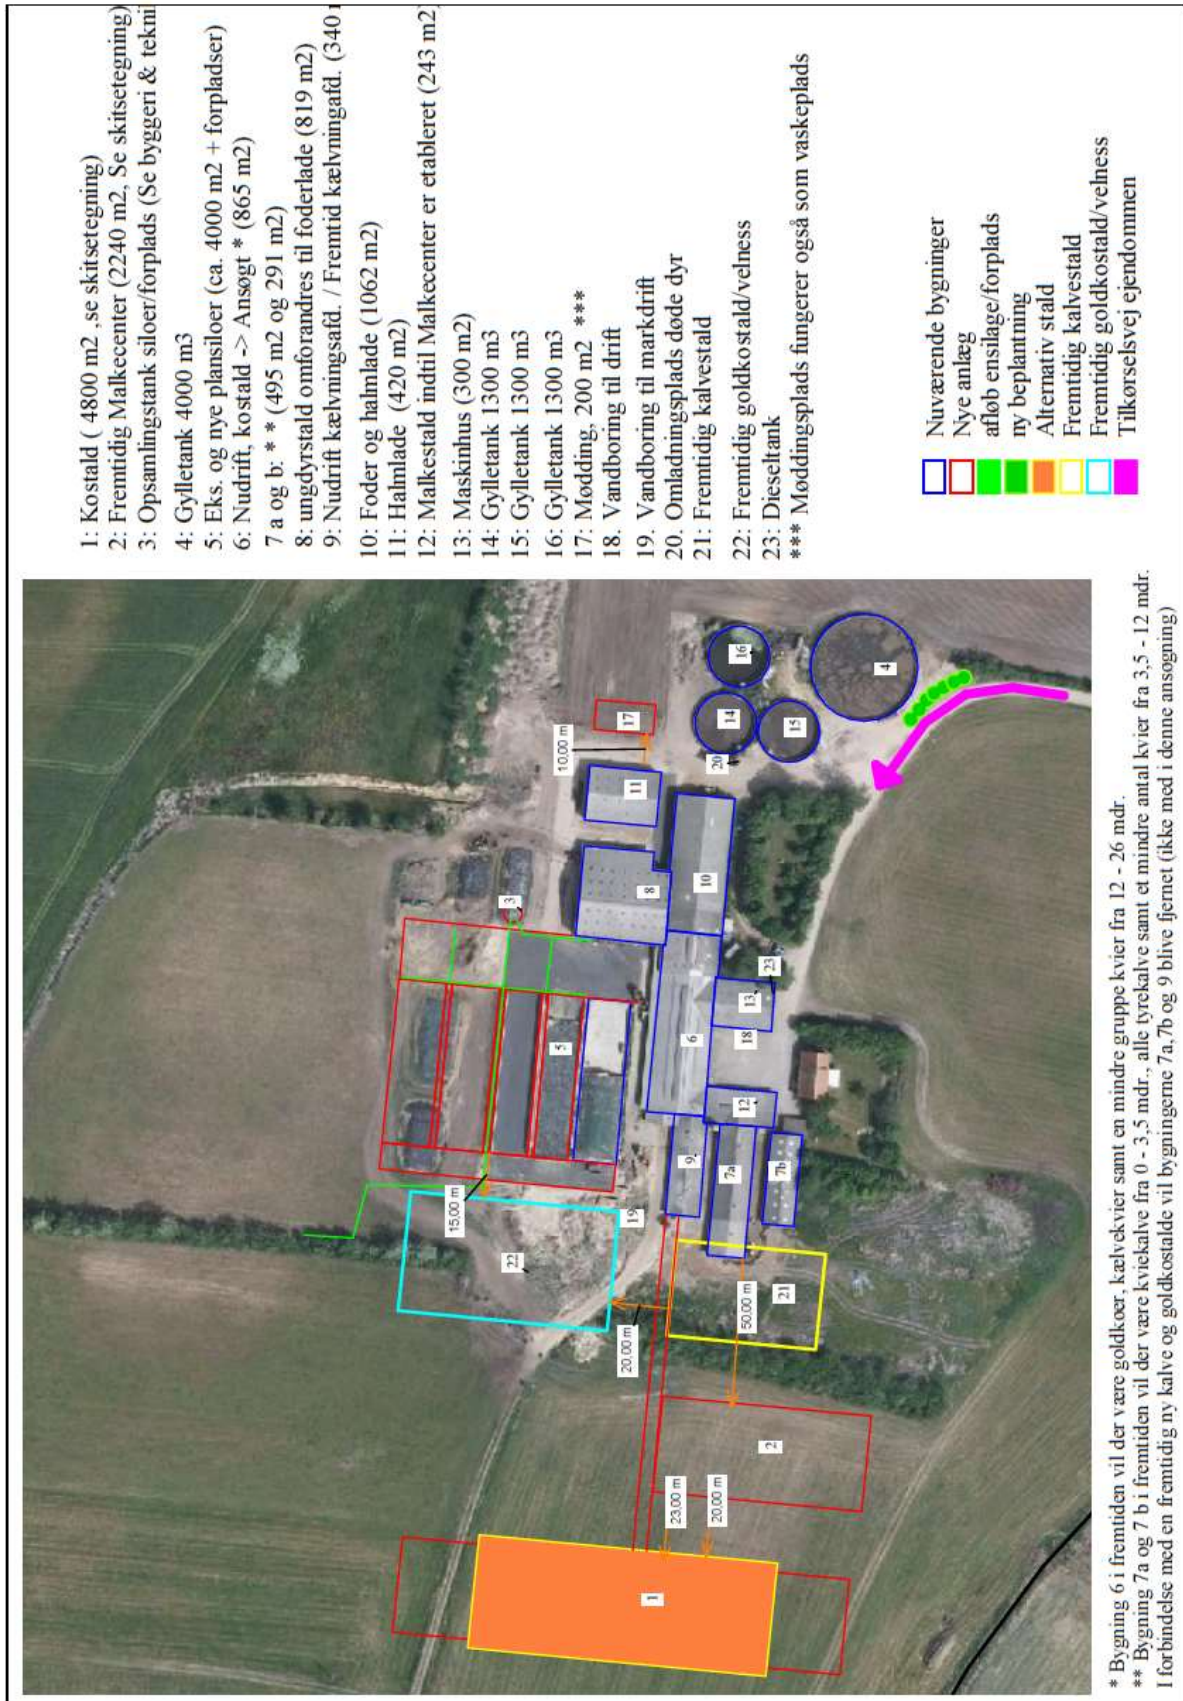 1: Kostald ( 4800 m2 ,se skitsetegning)
2: Fremtidig Malkecenter (2240 m2, Se skitsetegning)
3: Opsamlingstank siloer/forplads (Se byggeri & tekni
4: Gylletank 4000 m3
5: Eks. og nye plansiloer (ca. 4000 m2 + forpladser)
6: Nudrift, kostald -> Ansøgt * (865 m2)
7 a og b: * * (495 m2 og 291 m2)
8: ungdyrstald omforandres til foderlade (819 m2)
9: Nudrift kælvningsafd. / Fremtid kælvningafd. (340
10: Foder og halmlade (1062 m2)
11: Halmlade (420 m2)
12: Malkestald indtil Malkecenter er etableret (243 m2
13: Maskinhus (300 m2)
14: Gylletank 1300 m3
15: Gylletank 1300 m3
16: Gylletank 1300 m3
17: Mødding, 200 m2 ***
18. Vandboring til drift
19. Vandboring til markdrift
20. Omladningsplads døde dyr
21: Fremtidig kalvestald
22: Fremtidig goldkostald/velness
23: Dieseltank
*** Møddingsplads fungerer også som vaskeplads
Nuværende bygninger
Nye anlæg
afløb ensilage/forplads
ny beplantning
Alternativ stald
Fremtidig kalvestald
Fremtidig goldkostald/velness
Tilkørselsvej ejendommen
1
2
3
4
5
6
7a
7b
8
9
10
11
12
13
14
15
16
17
18
19
20
21
22
23
10,00 m
15,00 m
20,00 m
50,00 m
23,00 m
20,00 m
* Bygning 6 i fremtiden vil der være goldkoer, kælvekvier samt en mindre gruppe kvier fra 12 - 26 mdr.
** Bygning 7a og 7 b i fremtiden vil der være kviekalve fra 0 - 3,5 mdr., alle tyrekalve samt et mindre antal kvier fra 3,5 - 12 mdr.
I forbindelse med en fremtidig ny kalve og goldkostalde vil bygningerne 7a,7b og 9 blive fjernet (ikke med i denne ansøgning)